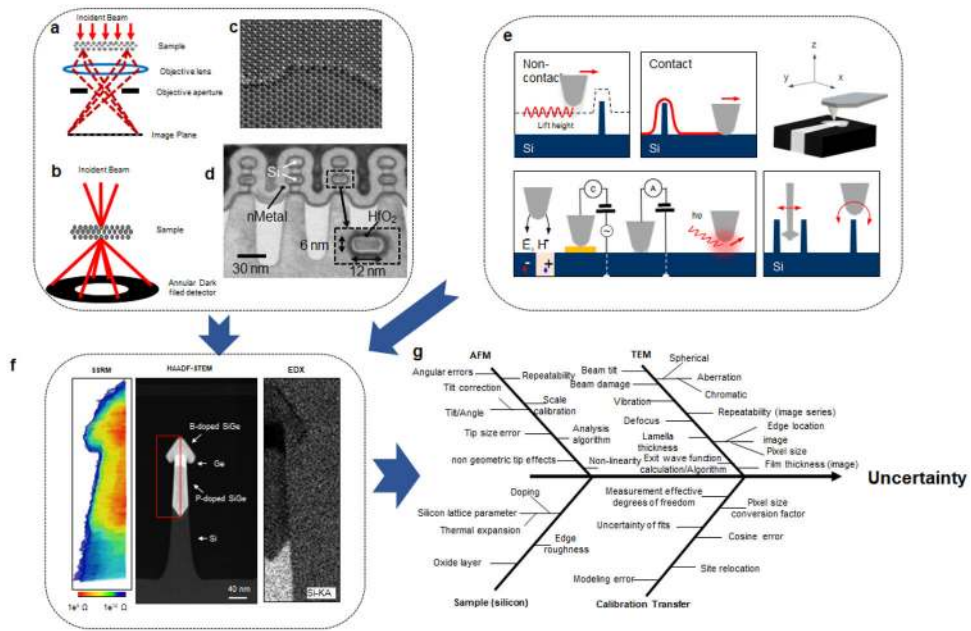 a
Incident Beam
Sample
Objective lens
Objective aperture
Image Plane
b
Incident Beam
Sample
Annular Dark
filed detector
c
d
Si
nMetal
HfO2
6 nm
12 nm
30 nm
e
Non-
contact
Lift height
Si
Contact
z
y
x
E, H
C
A
~
-
+
hυ
Si
f
SSRM
HAADF-STEM
EDX
B-doped SiGe
Ge
P-doped SiGe
Si
40 nm
Si-KA
g
AFM
Angular errors
Repeatability
Tilt correction
Scale
calibration
Tilt/Angle
Tip size error
Analysis
algorithm
non geometric tip effects
Non-linearity
TEM
Beam tilt
Spherical
Beam damage
Aberration
Chromatic
Vibration
Repeatability (image series)
Defocus
Edge location
image
Lamella
thickness
Pixel size
Exit wave function
calculation/Algorithm
Film thickness (image)
Uncertainty
Doping
Silicon lattice parameter
Thermal expansion
Edge
roughness
Oxide layer
Sample (silicon)
Measurement effective
degrees of freedom
Pixel size
conversion factor
Uncertainty of fits
Cosine error
Site relocation
Modeling error
Calibration Transfer